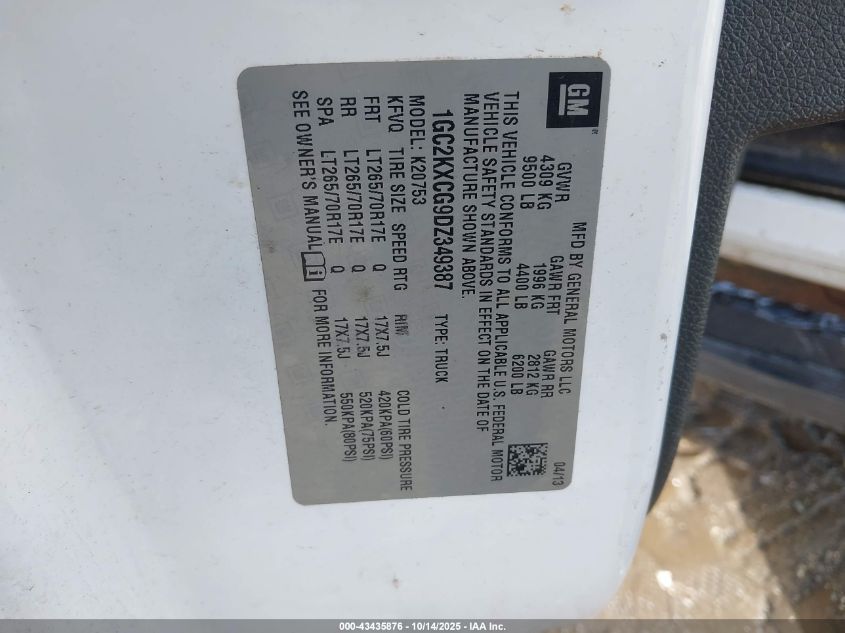 GM
MFD BY GENERAL MOTORS LLC 04/13
GVWR GAWR FRT GAWR RR
4309 KG 1996 KG 2812 KG
9500 LB 4400 LB 6200 LB
THIS VEHICLE CONFORMS TO ALL APPLICABLE U.S. FEDERAL MOTOR
VEHICLE SAFETY STANDARDS IN EFFECT ON THE DATE OF
MANUFACTURE SHOWN ABOVE.
1GC2KXCG9DZ349387 TYPE: TRUCK
MODEL: K20753
KFVQ TIRE SIZE SPEED RTG RIM COLD TIRE PRESSURE
FRT LT265/70R17E Q 17X7.5J 420KPA(60PSI)
RR LT265/70R17E Q 17X7.5J 520KPA(75PSI)
SPA LT265/70R17E Q 17X7.5J 550KPA(80PSI)
SEE OWNER'S MANUAL FOR MORE INFORMATION.
000-43435876 - 10/14/2025 - IAA Inc.